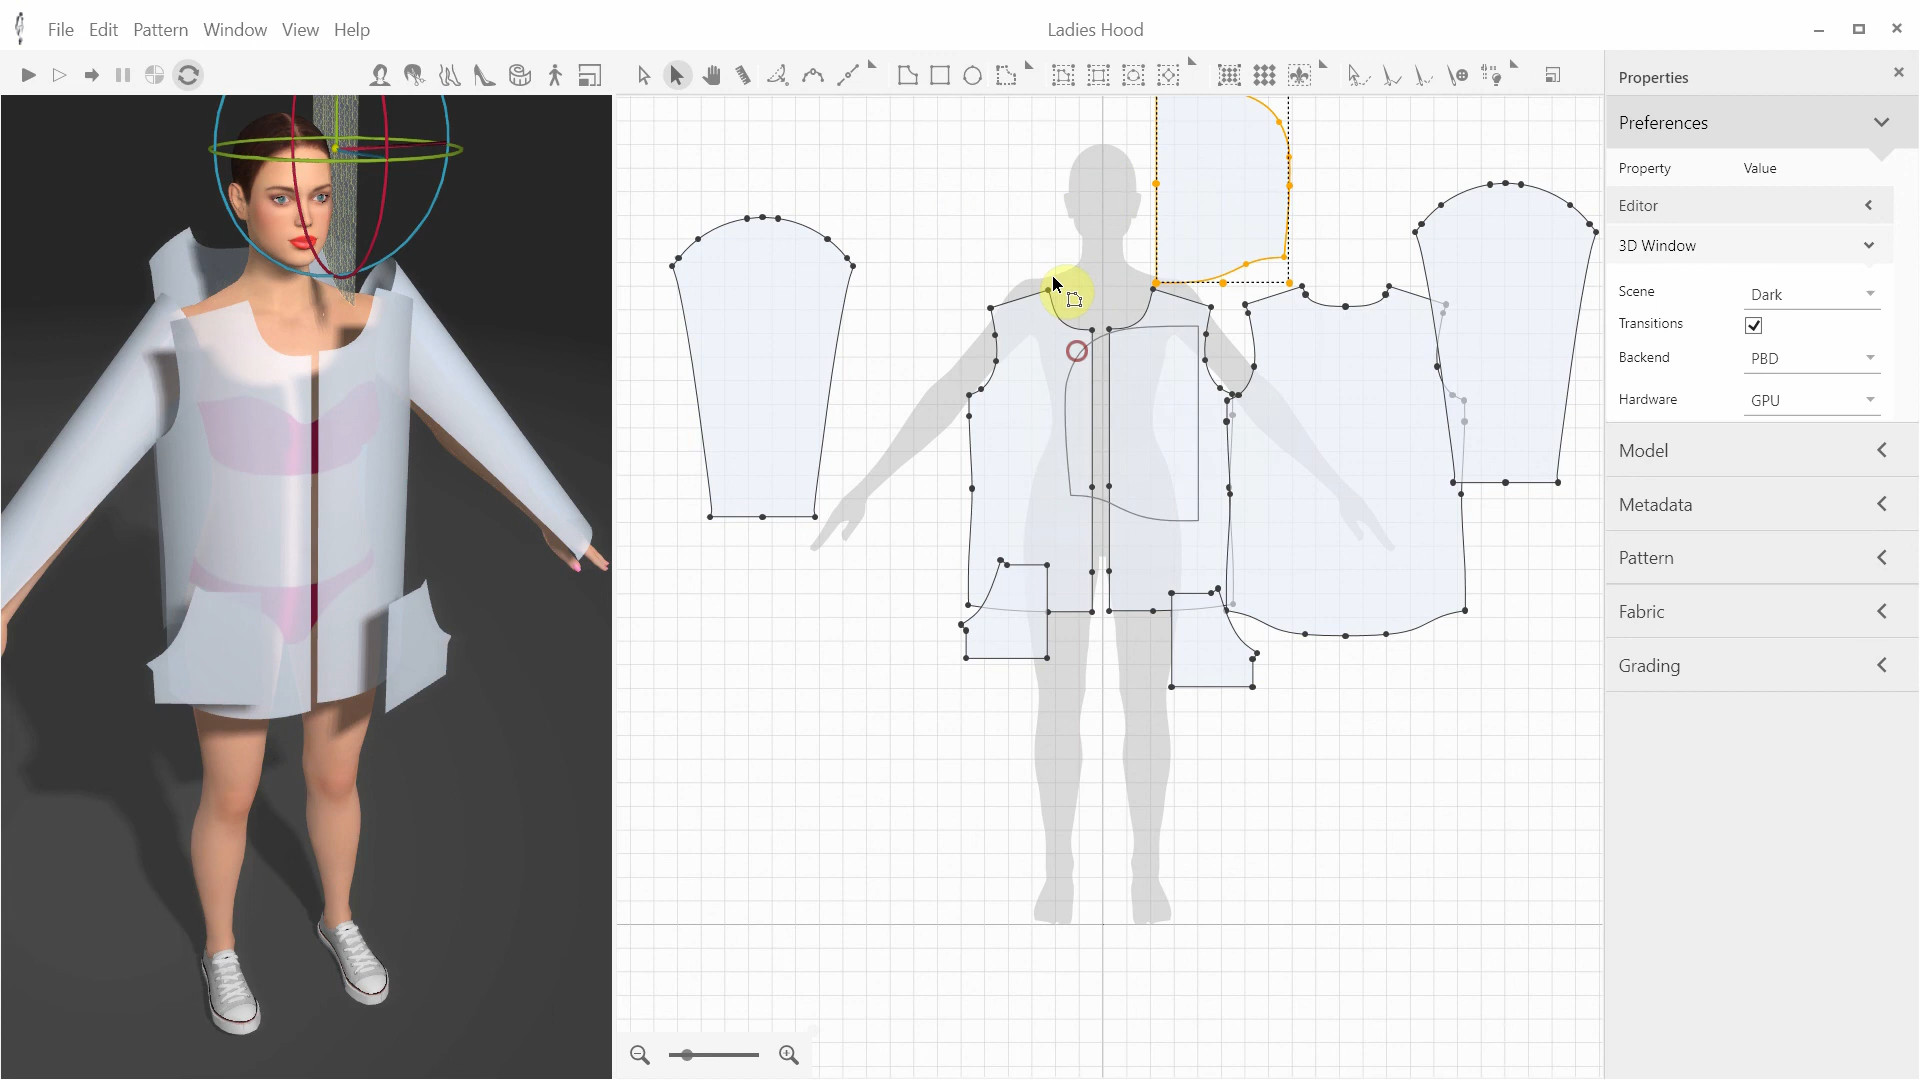 File Edit Pattern Window View Help
Ladies Hood
Properties
Preferences
Property Value
Editor
3D Window
Scene Dark
Transitions
Backend PBD
Hardware GPU
Model
Metadata
Pattern
Fabric
Grading